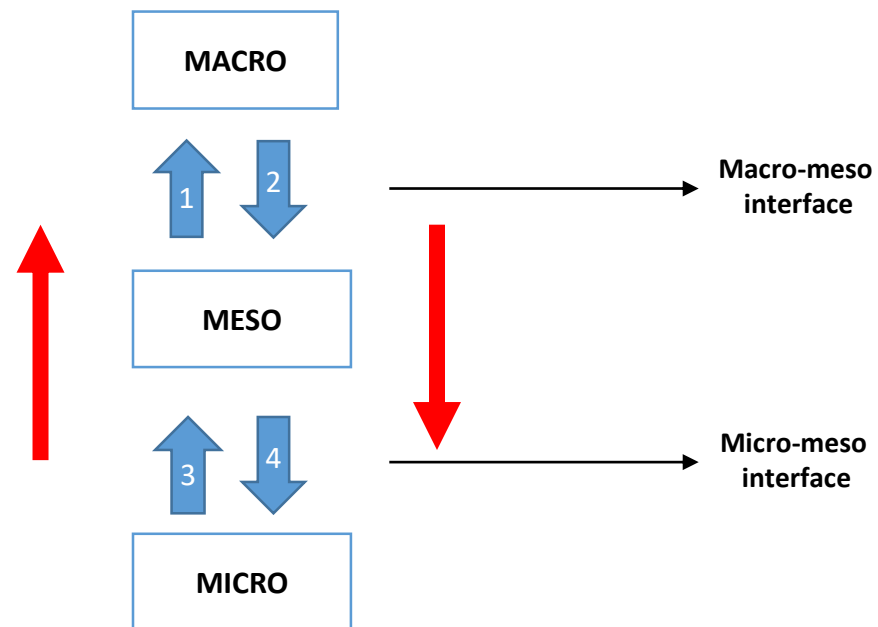 MACRO
1
2
Macro-meso
interface
MESO
3
4
Micro-meso
interface
MICRO